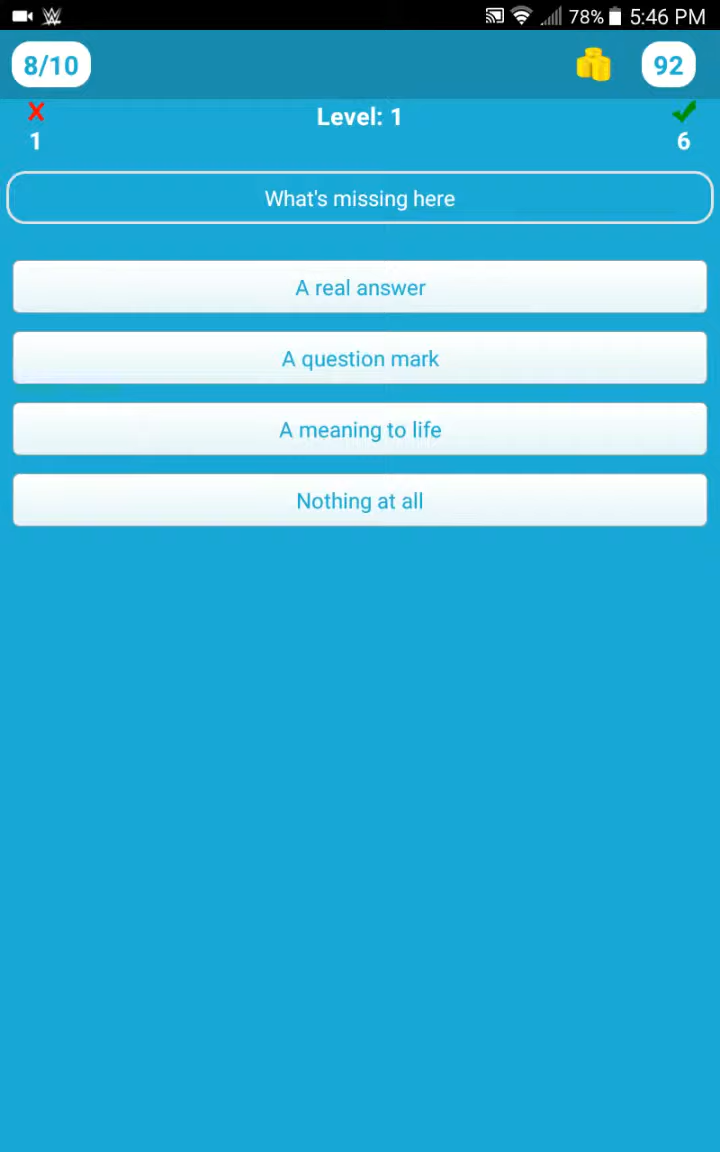 78% 5:46 PM
8/10 92
Level: 1
1 6
What's missing here
A real answer
A question mark
A meaning to life
Nothing at all